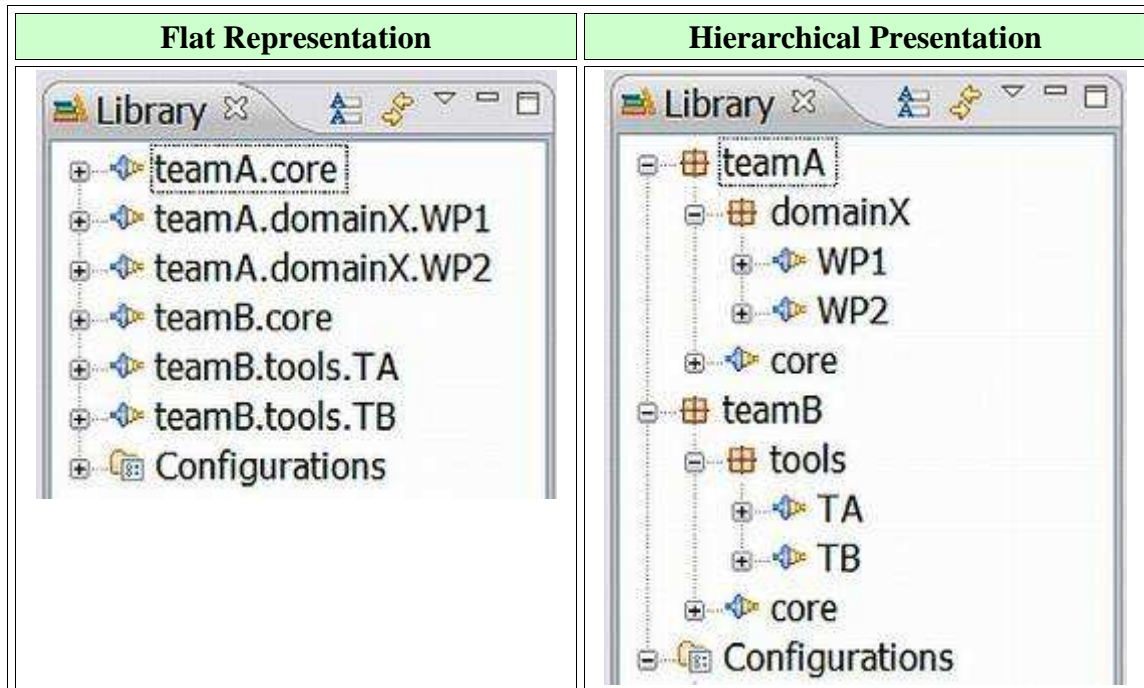 Flat Representation
Hierarchical Presentation
Library
teamA.core
teamA.domainX.WP1
teamA.domainX.WP2
teamB.core
teamB.tools.TA
teamB.tools.TB
Configurations
Library
teamA
domainX
WP1
WP2
core
teamB
tools
TA
TB
core
Configurations